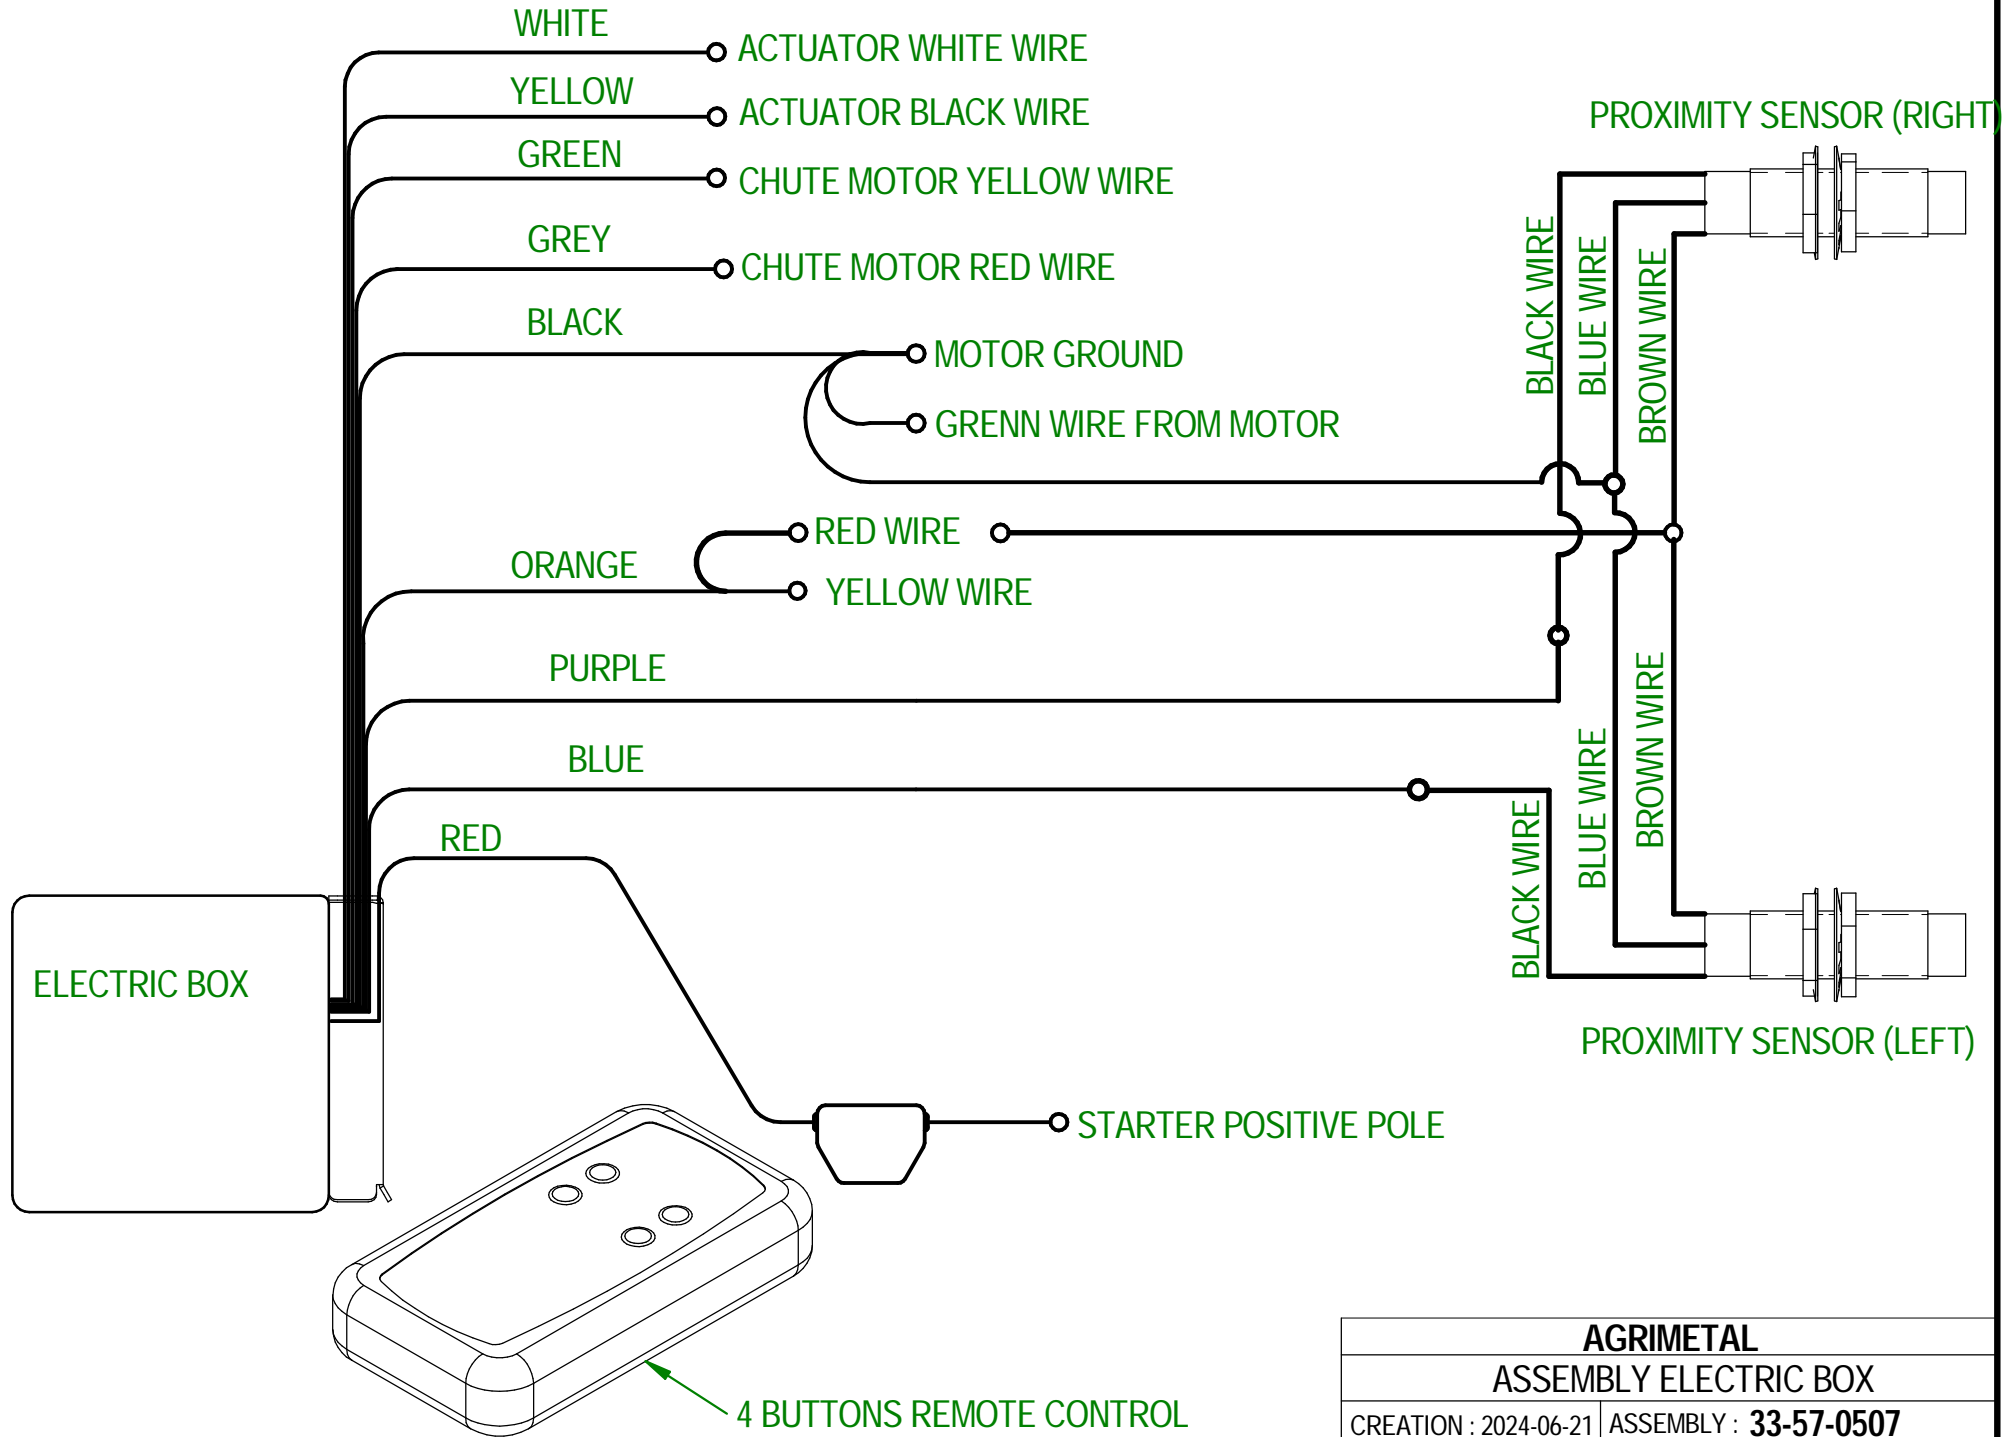 WHITE
ACTUATOR WHITE WIRE
YELLOW
ACTUATOR BLACK WIRE
PROXIMITY SENSOR (RIGHT)
GREEN
CHUTE MOTOR YELLOW WIRE
GREY
CHUTE MOTOR RED WIRE
BLACK WIRE
BLUE WIRE
BROWN WIRE
BLACK
MOTOR GROUND
GRENN WIRE FROM MOTOR
RED WIRE
ORANGE
YELLOW WIRE
PURPLE
BLUE
BLACK WIRE
BLUE WIRE
BROWN WIRE
RED
ELECTRIC BOX
PROXIMITY SENSOR (LEFT)
STARTER POSITIVE POLE
4 BUTTONS REMOTE CONTROL
AGRIMETAL
ASSEMBLY ELECTRIC BOX
CREATION : 2024-06-21 ASSEMBLY : 33-57-0507